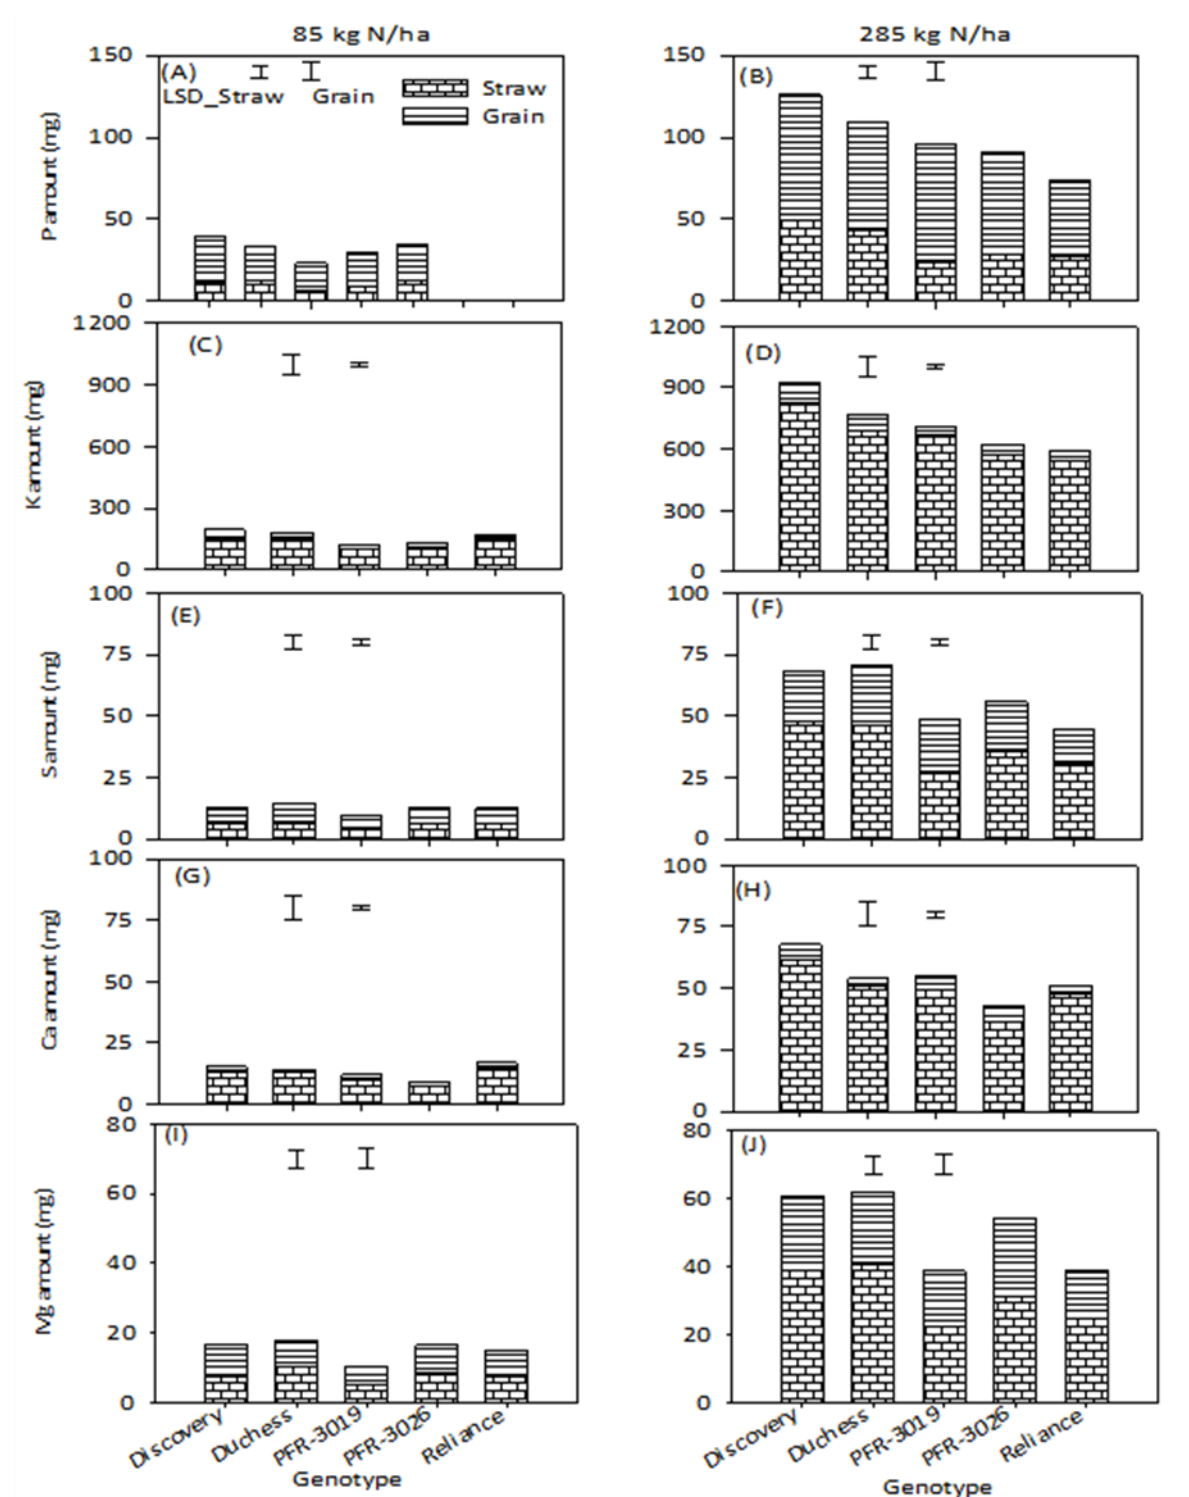 85 kg N/ha
285 kg N/ha
P amount (mg)
150
100
50
0
(A)
LSD_Straw Grain
Straw
Grain
150
100
50
0
(B)
K amount (mg)
1200
900
600
300
0
(C)
1200
900
600
300
0
(D)
S amount (mg)
100
75
50
25
0
(E)
100
75
50
25
0
(F)
Ca amount (mg)
100
75
50
25
0
(G)
100
75
50
25
0
(H)
Mg amount (mg)
80
60
40
20
0
(I)
80
60
40
20
0
(J)
Discovery
Duchess
PFR-3019
PFR-3026
Reliance
Genotype
Discovery
Duchess
PFR-3019
PFR-3026
Reliance
Genotype